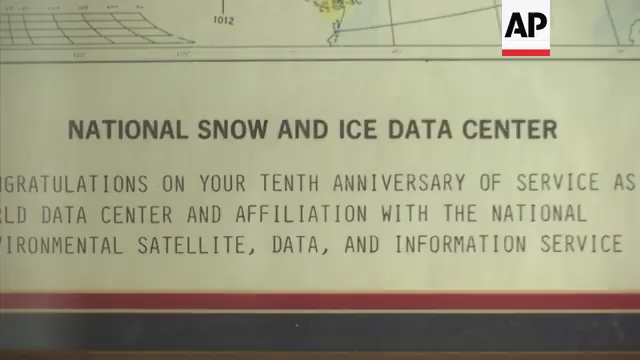 1012
AP
NATIONAL SNOW AND ICE DATA CENTER
NGRATULATIONS ON YOUR TENTH ANNIVERSARY OF SERVICE AS
RLD DATA CENTER AND AFFILIATION WITH THE NATIONAL
VIRONMENTAL SATELLITE, DATA, AND INFORMATION SERVICE